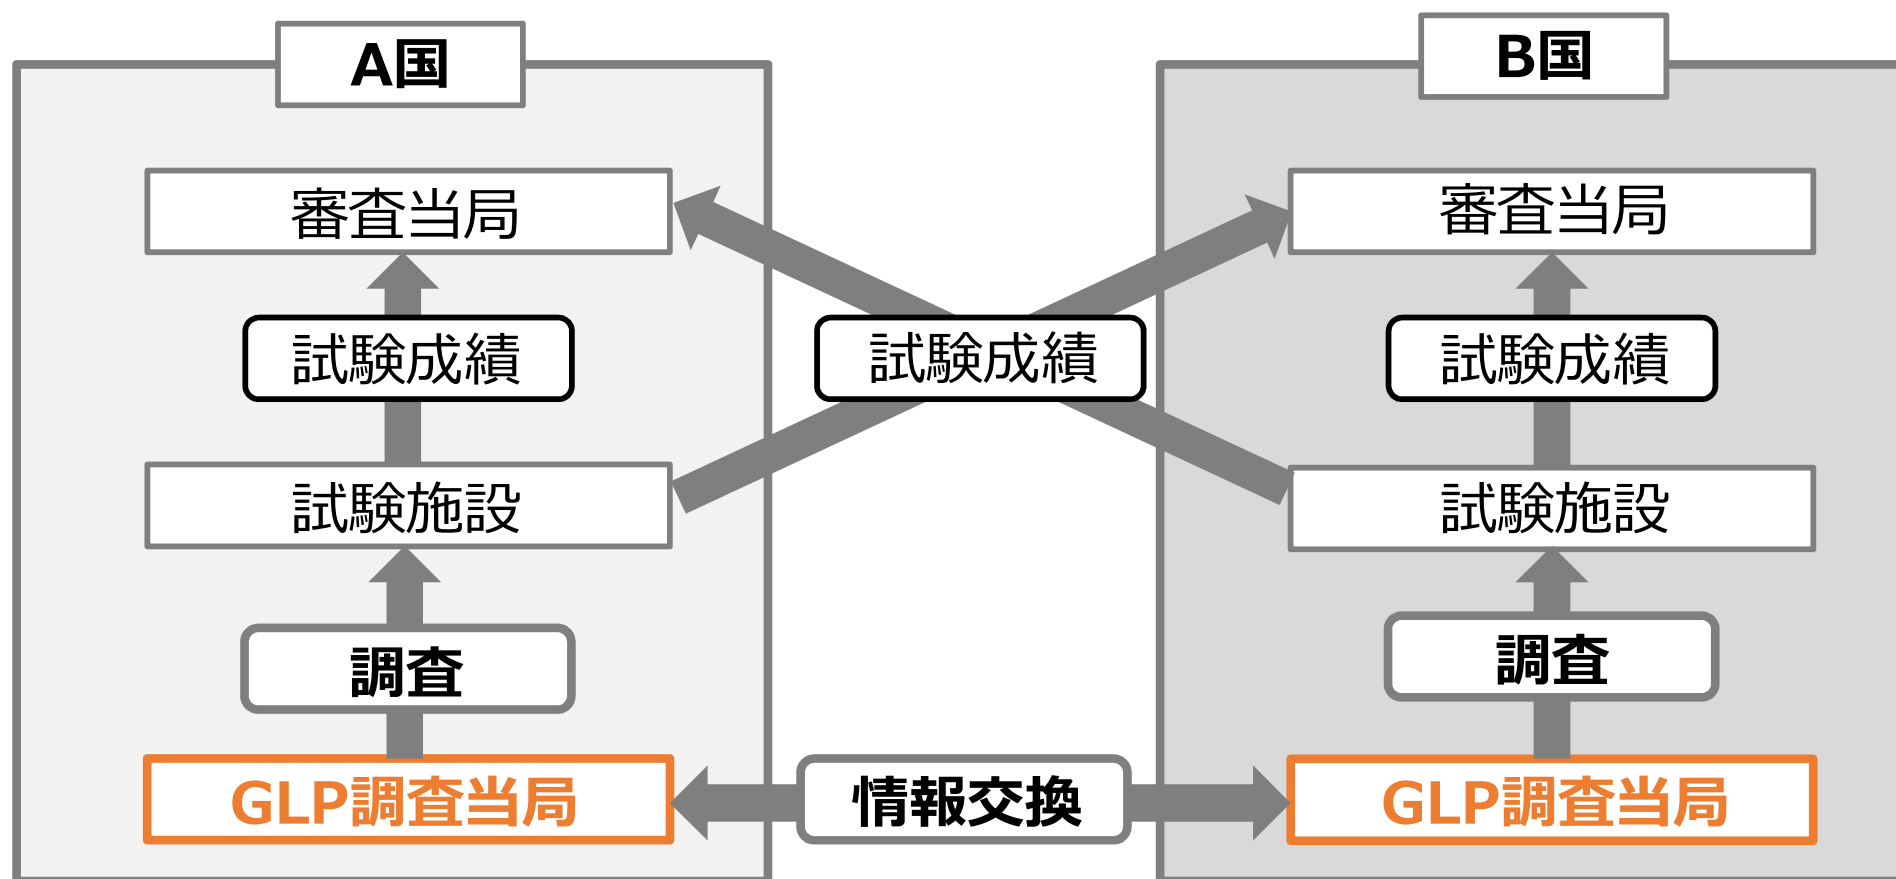 A国
B国
審査当局
審査当局
試験成績
試験成績
試験成績
試験施設
試験施設
調査
調査
GLP調査当局
情報交換
GLP調査当局